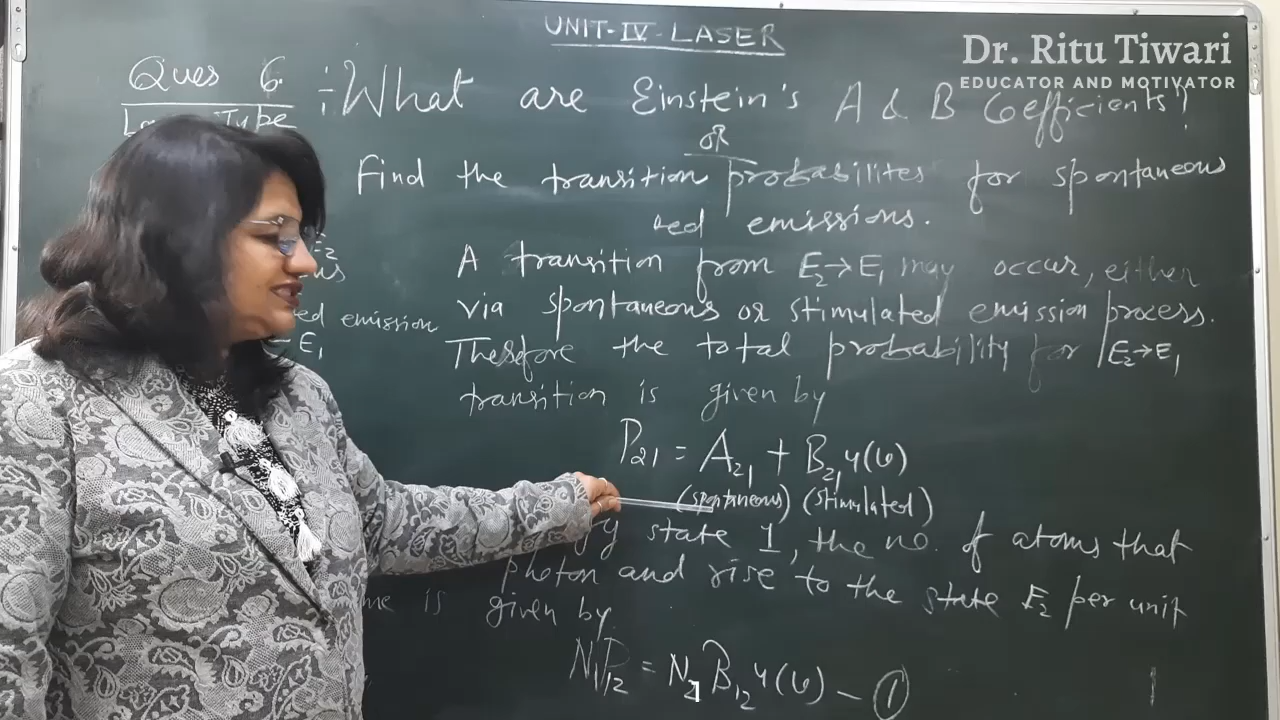 UNIT-IV-LASER
Dr. Ritu Tiwari
EDUCATOR AND MOTIVATOR
Ques 6 :- What are Einstein's A & B Coefficients?
OR
Find the transition probabilites for spontaneous
emissions.
A transition from E₂→E₁ may occur, either
via spontaneous or stimulated emission process.
emission
E₁
Therefore the total probability for E₂→E₁
transition is given by
P₂₁ = A₂₁ + B₂₁ u(υ)
(spontaneous) (stimulated)
state 1, the no. of atoms that
photon and rise to the state E₂ per unit
is given by
N₁P₁₂ = N₁ B₁₂ u(υ) - ①